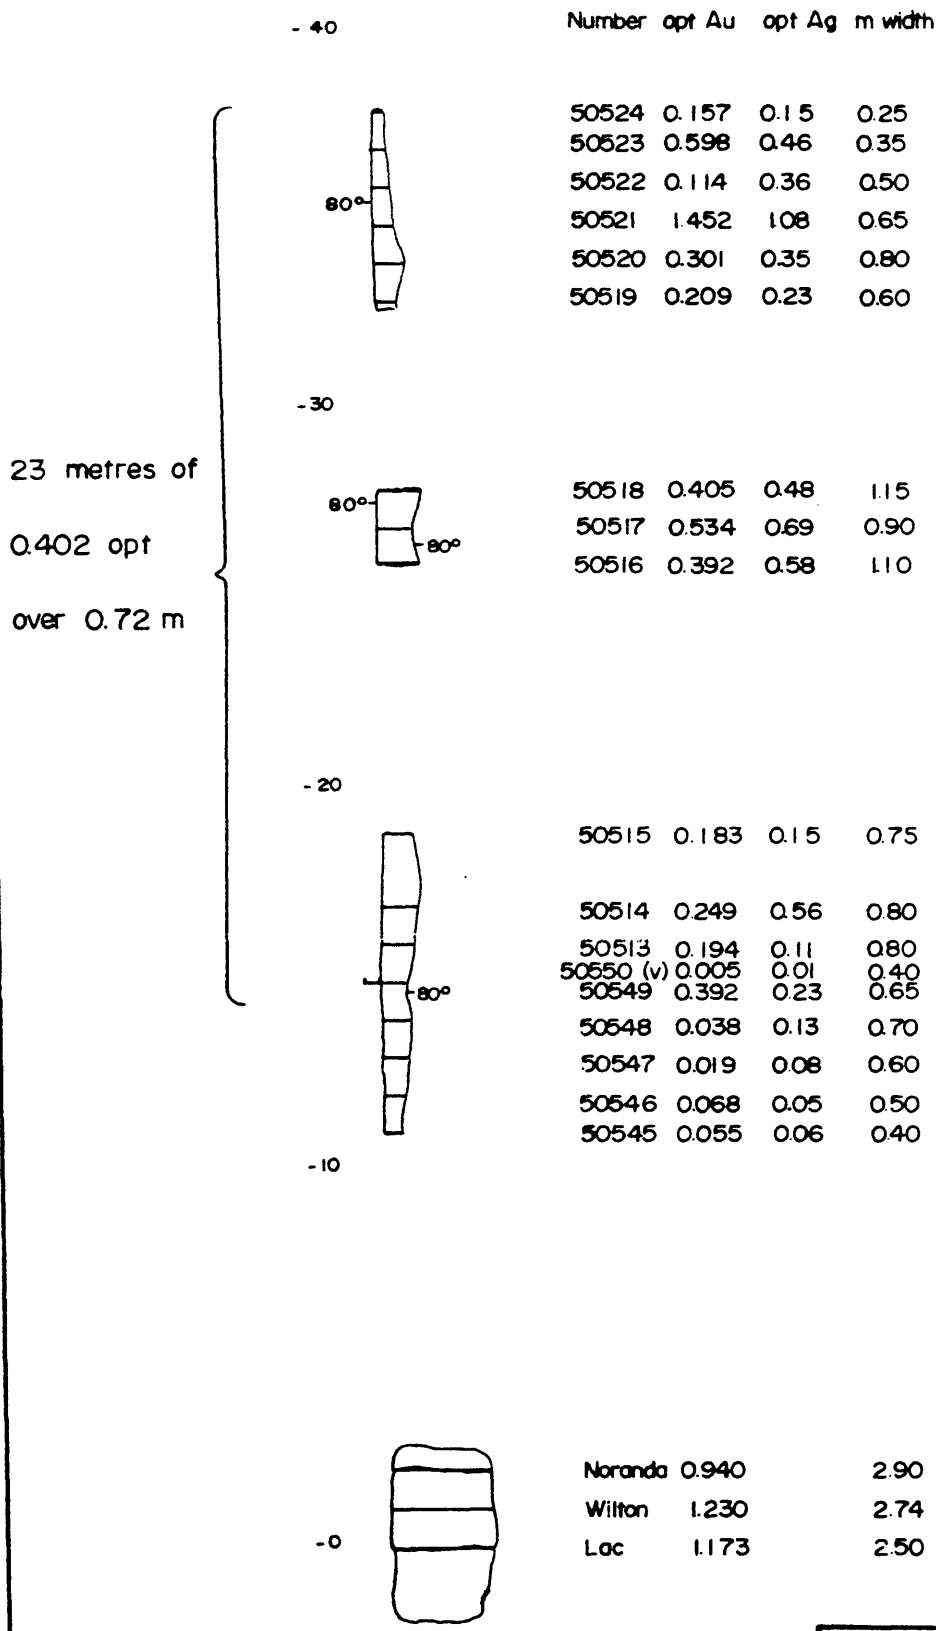 - 40
Number opt Au opt Ag m width
50524 0.157 0.15 0.25
50523 0.598 0.46 0.35
50522 0.114 0.36 0.50
80°
50521 1.452 1.08 0.65
50520 0.301 0.35 0.80
50519 0.209 0.23 0.60
- 30
23 metres of
0.402 opt
over 0.72 m
80°
50518 0.405 0.48 1.15
50517 0.534 0.69 0.90
80°
50516 0.392 0.58 1.10
- 20
50515 0.183 0.15 0.75
50514 0.249 0.56 0.80
50513 0.194 0.11 0.80
50550 (v) 0.005 0.01 0.40
80°
50549 0.392 0.23 0.65
50548 0.038 0.13 0.70
50547 0.019 0.08 0.60
50546 0.068 0.05 0.50
50545 0.055 0.06 0.40
- 10
Noranda 0.940 2.90
Wilton 1.230 2.74
- 0
Lac 1.173 2.50